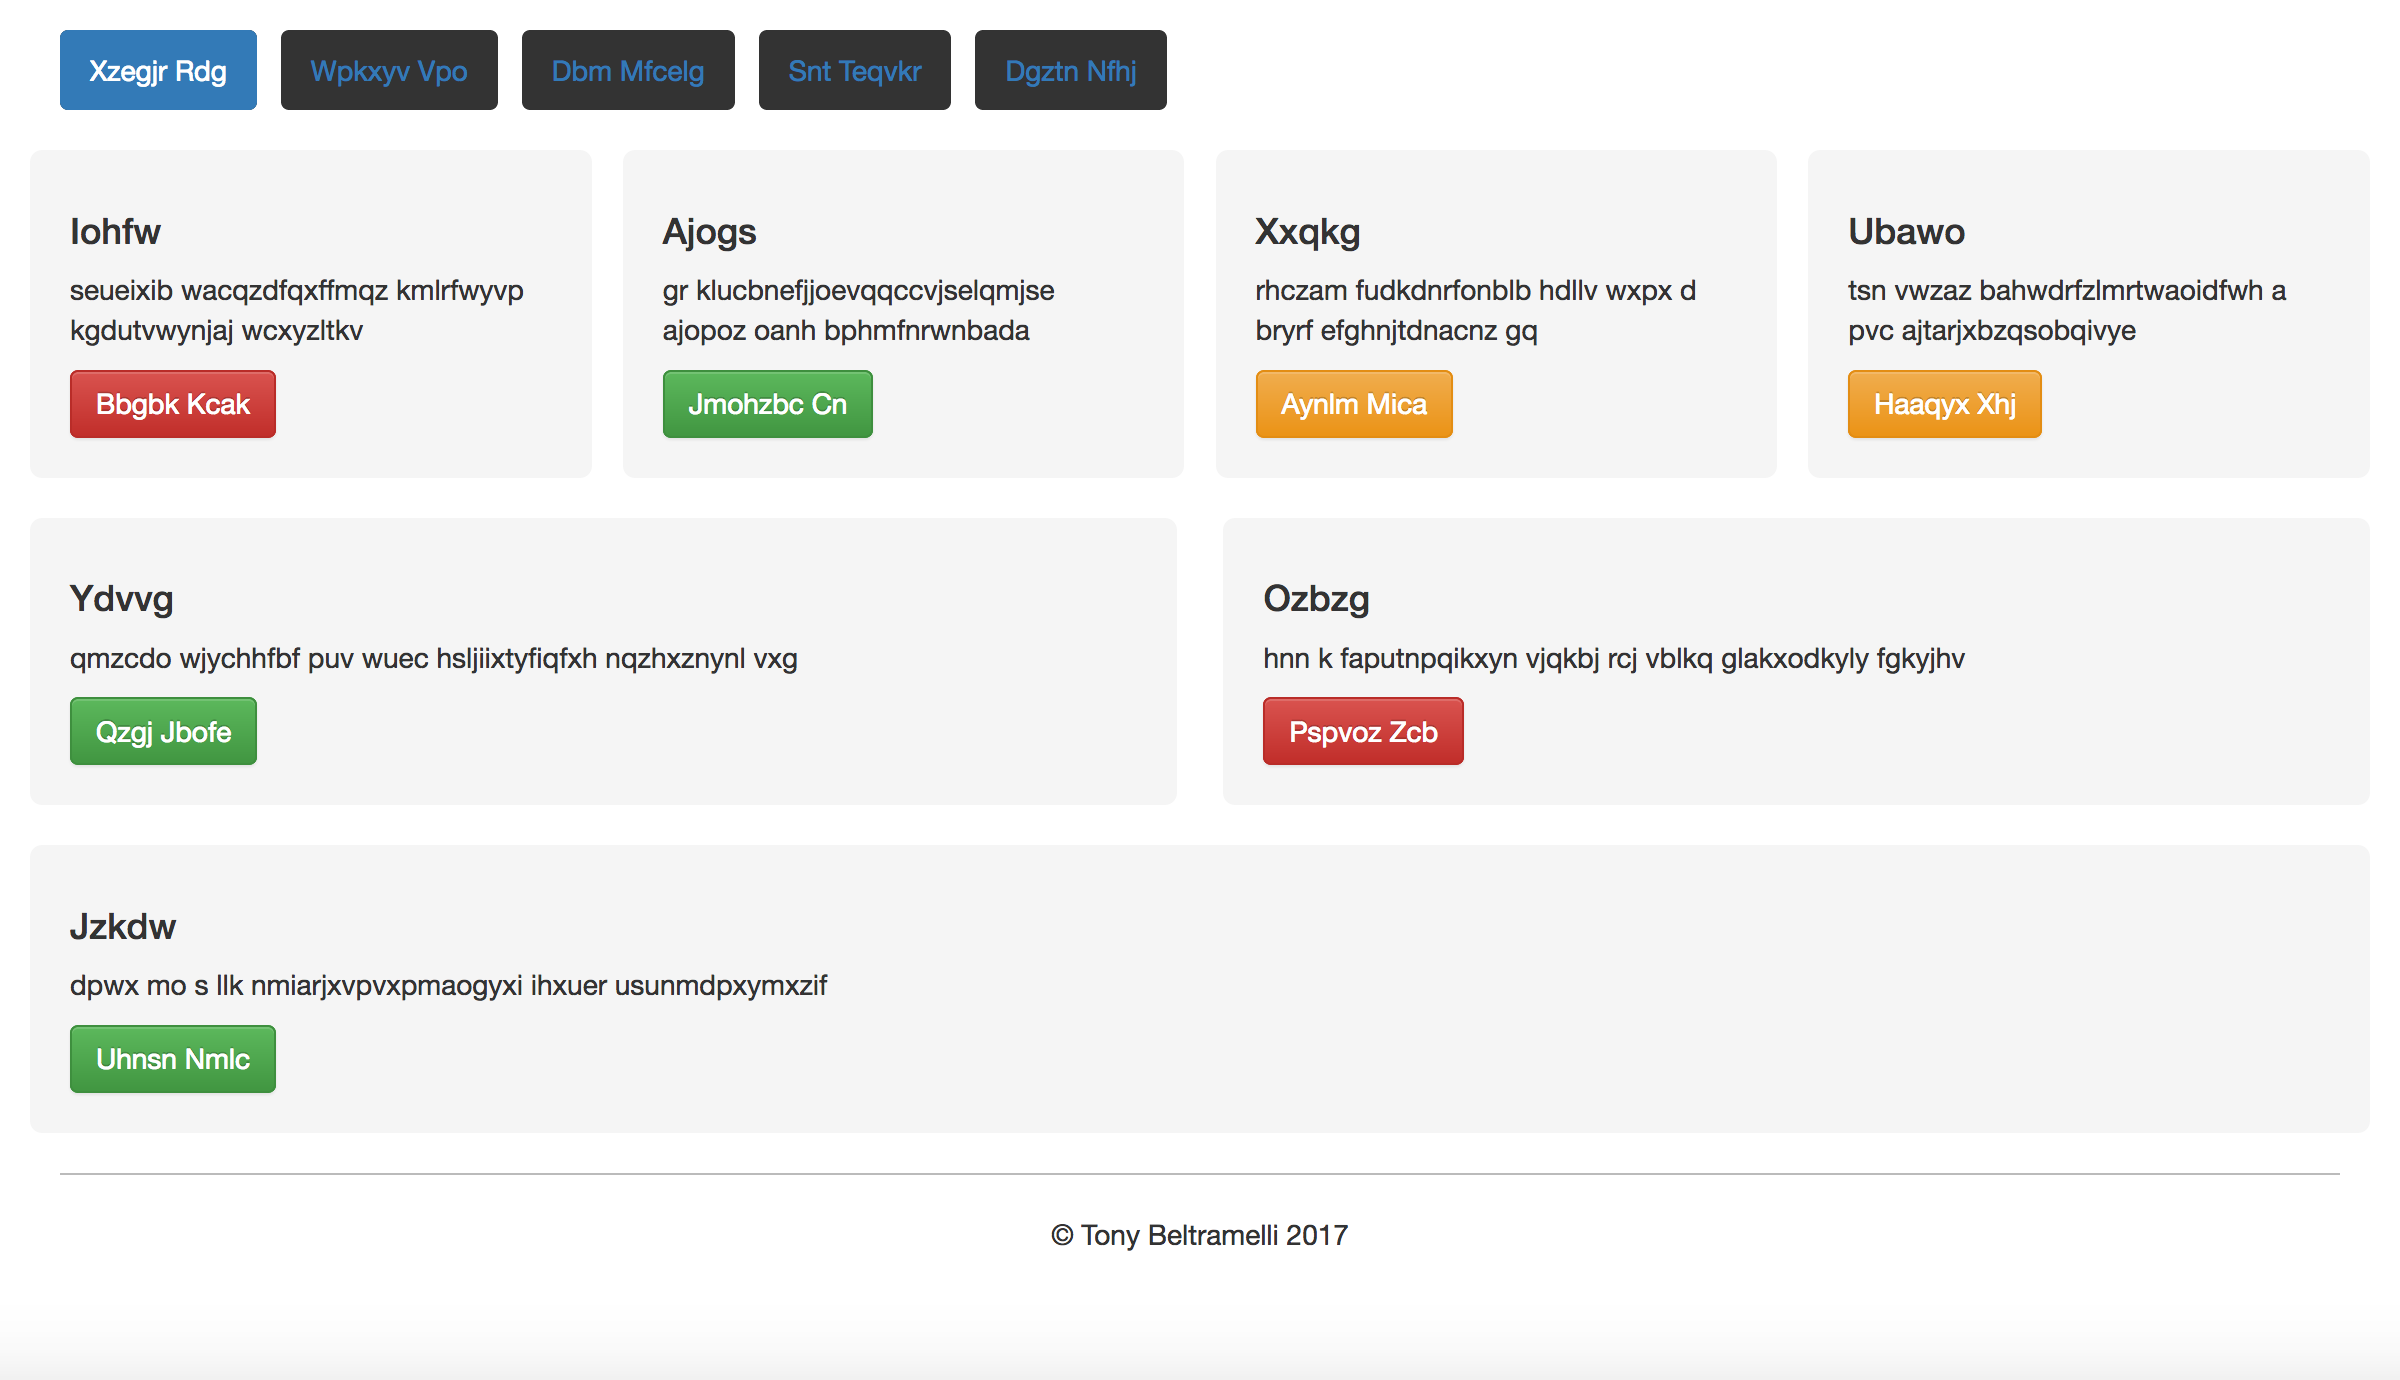 Xzegjr Rdg
Wpkxyv Vpo
Dbm Mfcelg
Snt Teqvkr
Dgztn Nfhj
Iohfw
seueixib wacqzdfqxffmqz kmlrfwyvp
kgdutvwynjaj wcxyzltkv
Bbgbk Kcak
Ajogs
gr klucbnefjjoevqqccvjselqmjse
ajopoz oanh bphmfnrwnbada
Jmohzbc Cn
Xxqkg
rhczam fudkdnrfonblb hdllv wxpx d
bryrf efghnjtdnacnz gq
Aynlm Mica
Ubawo
tsn vwzaz bahwdrfzlmrtwaoidfwh a
pvc ajtarjxbzqsobqivye
Haaqyx Xhj
Ydvvg
qmzcdo wjychhfbf puv wuec hsljiixtyfiqfxh nqzhxznynl vxg
Qzgj Jbofe
Ozbzg
hnn k faputnpqikxyn vjqkbj rcj vblkq glakxodkyly fgkyjhv
Pspvoz Zcb
Jzkdw
dpwx mo s llk nmiarjxvpvxpmaogyxi ihxuer usunmdpxymxzif
Uhnsn Nmlc
© Tony Beltramelli 2017